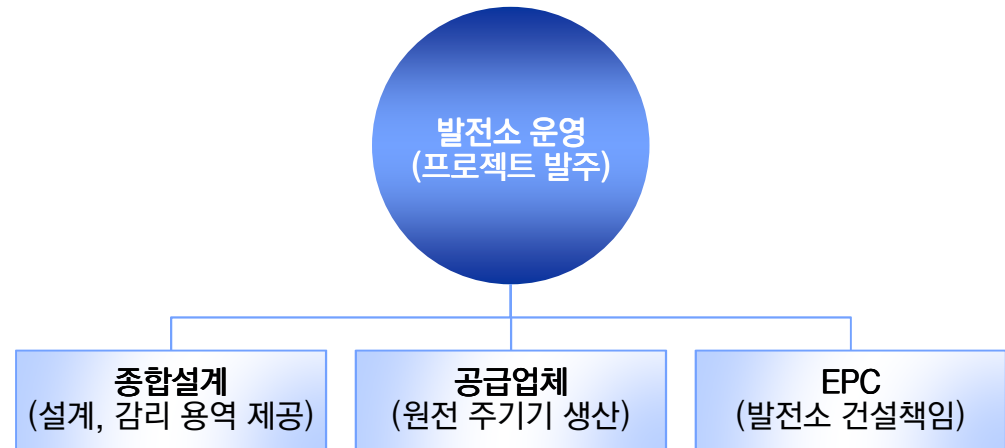 발전소 운영
(프로젝트 발주)
종합설계
(설계, 감리 용역 제공)
공급업체
(원전 주기기 생산)
EPC
(발전소 건설책임)